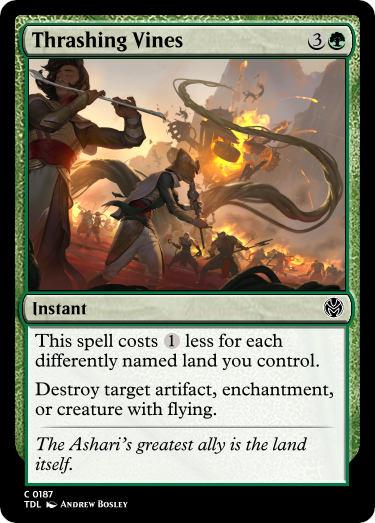 Thrashing Vines 3
Instant
This spell costs 1 less for each
differently named land you control.
Destroy target artifact, enchantment,
or creature with flying.
The Ashari's greatest ally is the land
itself.
C 0187
TDL Andrew Bosley